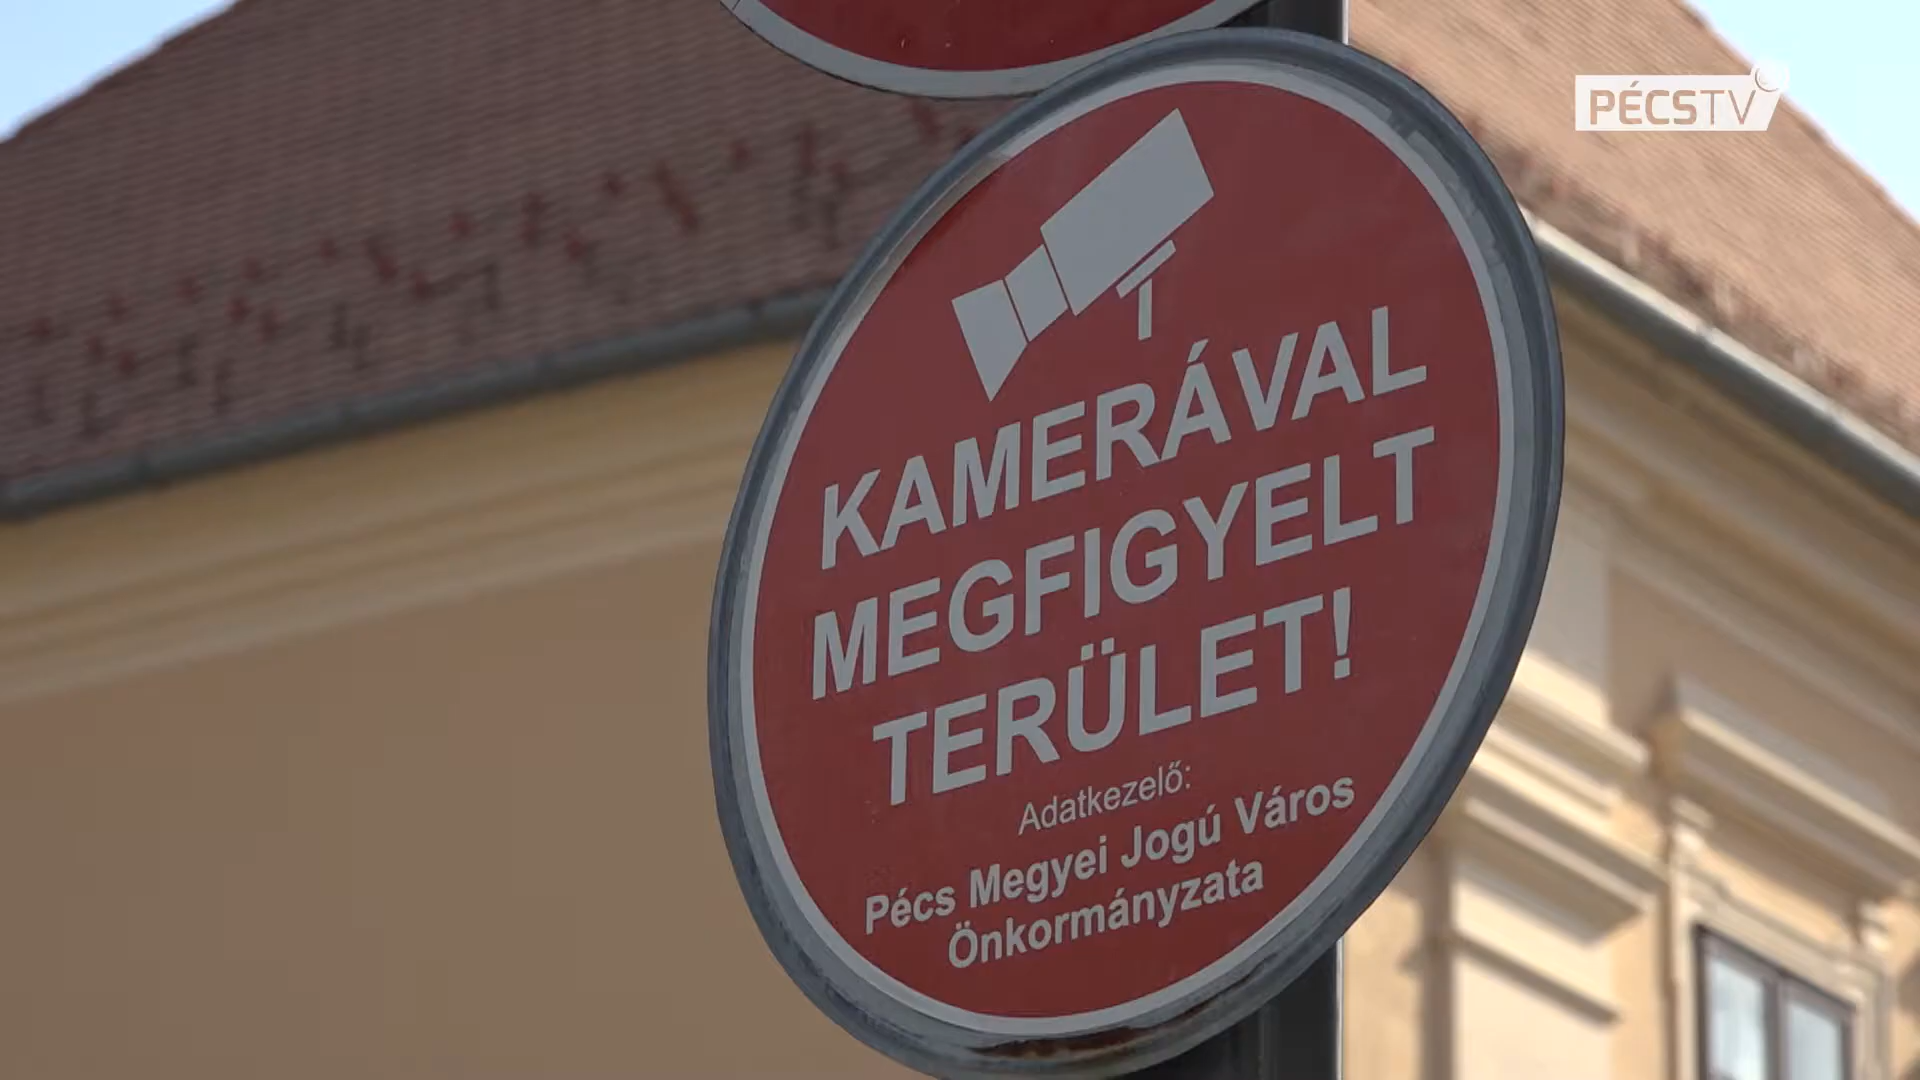 PÉCSTV
KAMERÁVAL
MEGFIGYELT
TERÜLET!
Adatkezelő:
Pécs Megyei Jogú Város
Önkormányzata